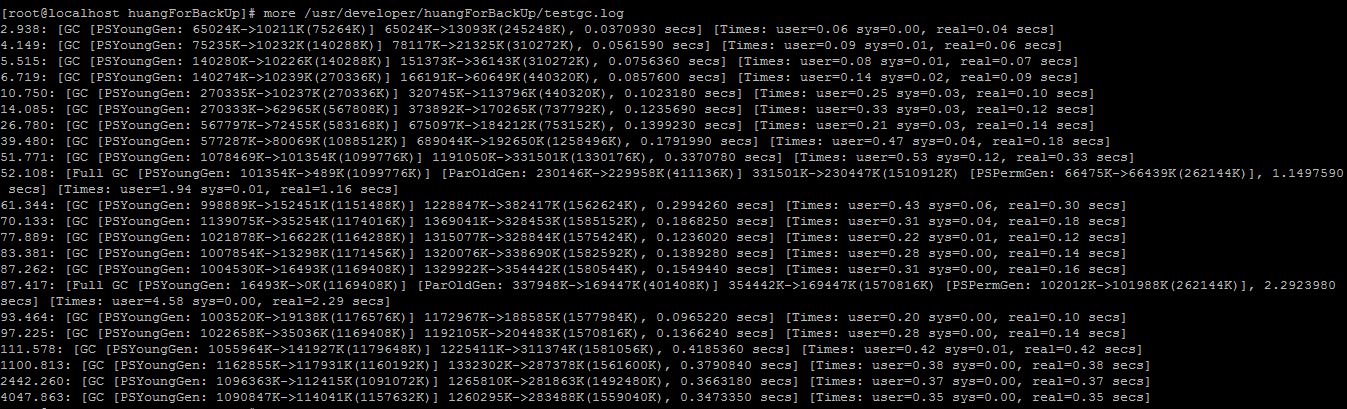 [root@localhost huangForBackUp]# more /usr/developer/huangForBackUp/testgc.log
2.938: [GC [PSYoungGen: 65024K->10211K(75264K)] 65024K->13093K(245248K), 0.0370930 secs] [Times: user=0.06 sys=0.00, real=0.04 secs]
4.149: [GC [PSYoungGen: 75235K->10232K(140288K)] 78117K->21325K(310272K), 0.0561590 secs] [Times: user=0.09 sys=0.01, real=0.06 secs]
5.515: [GC [PSYoungGen: 140280K->10226K(140288K)] 151373K->36143K(310272K), 0.0756360 secs] [Times: user=0.08 sys=0.01, real=0.07 secs]
6.719: [GC [PSYoungGen: 140274K->10239K(270336K)] 166191K->60649K(440320K), 0.0857600 secs] [Times: user=0.14 sys=0.02, real=0.09 secs]
10.750: [GC [PSYoungGen: 270335K->10237K(270336K)] 320745K->113796K(440320K), 0.1023180 secs] [Times: user=0.25 sys=0.03, real=0.10 secs]
14.085: [GC [PSYoungGen: 270333K->62965K(567808K)] 373892K->170265K(737792K), 0.1235690 secs] [Times: user=0.33 sys=0.03, real=0.12 secs]
26.780: [GC [PSYoungGen: 567797K->72455K(583168K)] 675097K->184212K(753152K), 0.1399230 secs] [Times: user=0.21 sys=0.03, real=0.14 secs]
39.480: [GC [PSYoungGen: 577287K->80069K(1088512K)] 689044K->192650K(1258496K), 0.1791990 secs] [Times: user=0.47 sys=0.04, real=0.18 secs]
51.771: [GC [PSYoungGen: 1078469K->101354K(1099776K)] 1191050K->331501K(1330176K), 0.3370780 secs] [Times: user=0.53 sys=0.12, real=0.33 secs]
52.108: [Full GC [PSYoungGen: 101354K->489K(1099776K)] [ParOldGen: 230146K->229958K(411136K)] 331501K->230447K(1510912K) [PSPermGen: 66475K->66439K(262144K)], 1.1497590
secs] [Times: user=1.94 sys=0.01, real=1.16 secs]
61.344: [GC [PSYoungGen: 998889K->152451K(1151488K)] 1228847K->382417K(1562624K), 0.2994260 secs] [Times: user=0.43 sys=0.06, real=0.30 secs]
70.133: [GC [PSYoungGen: 1139075K->35254K(1174016K)] 1369041K->328453K(1585152K), 0.1868250 secs] [Times: user=0.31 sys=0.04, real=0.18 secs]
77.889: [GC [PSYoungGen: 1021878K->16622K(1164288K)] 1315077K->328844K(1575424K), 0.1236020 secs] [Times: user=0.22 sys=0.01, real=0.12 secs]
83.381: [GC [PSYoungGen: 1007854K->13298K(1171456K)] 1320076K->338690K(1582592K), 0.1389280 secs] [Times: user=0.28 sys=0.00, real=0.14 secs]
87.262: [GC [PSYoungGen: 1004530K->16493K(1169408K)] 1329922K->354442K(1580544K), 0.1549440 secs] [Times: user=0.31 sys=0.00, real=0.16 secs]
87.417: [Full GC [PSYoungGen: 16493K->0K(1169408K)] [ParOldGen: 337948K->169447K(401408K)] 354442K->169447K(1570816K) [PSPermGen: 102012K->101988K(262144K)], 2.2923980
secs] [Times: user=4.58 sys=0.00, real=2.29 secs]
93.464: [GC [PSYoungGen: 1003520K->19138K(1176576K)] 1172967K->188585K(1577984K), 0.0965220 secs] [Times: user=0.20 sys=0.00, real=0.10 secs]
97.225: [GC [PSYoungGen: 1022658K->35036K(1169408K)] 1192105K->204483K(1570816K), 0.1366240 secs] [Times: user=0.28 sys=0.00, real=0.14 secs]
111.578: [GC [PSYoungGen: 1055964K->141927K(1179648K)] 1225411K->311374K(1581056K), 0.4185360 secs] [Times: user=0.42 sys=0.01, real=0.42 secs]
1100.813: [GC [PSYoungGen: 1162855K->117931K(1160192K)] 1332302K->287378K(1561600K), 0.3790840 secs] [Times: user=0.38 sys=0.00, real=0.38 secs]
2442.260: [GC [PSYoungGen: 1096363K->112415K(1091072K)] 1265810K->281863K(1492480K), 0.3663180 secs] [Times: user=0.37 sys=0.00, real=0.37 secs]
4047.863: [GC [PSYoungGen: 1090847K->114041K(1157632K)] 1260295K->283488K(1559040K), 0.3473350 secs] [Times: user=0.35 sys=0.00, real=0.35 secs]